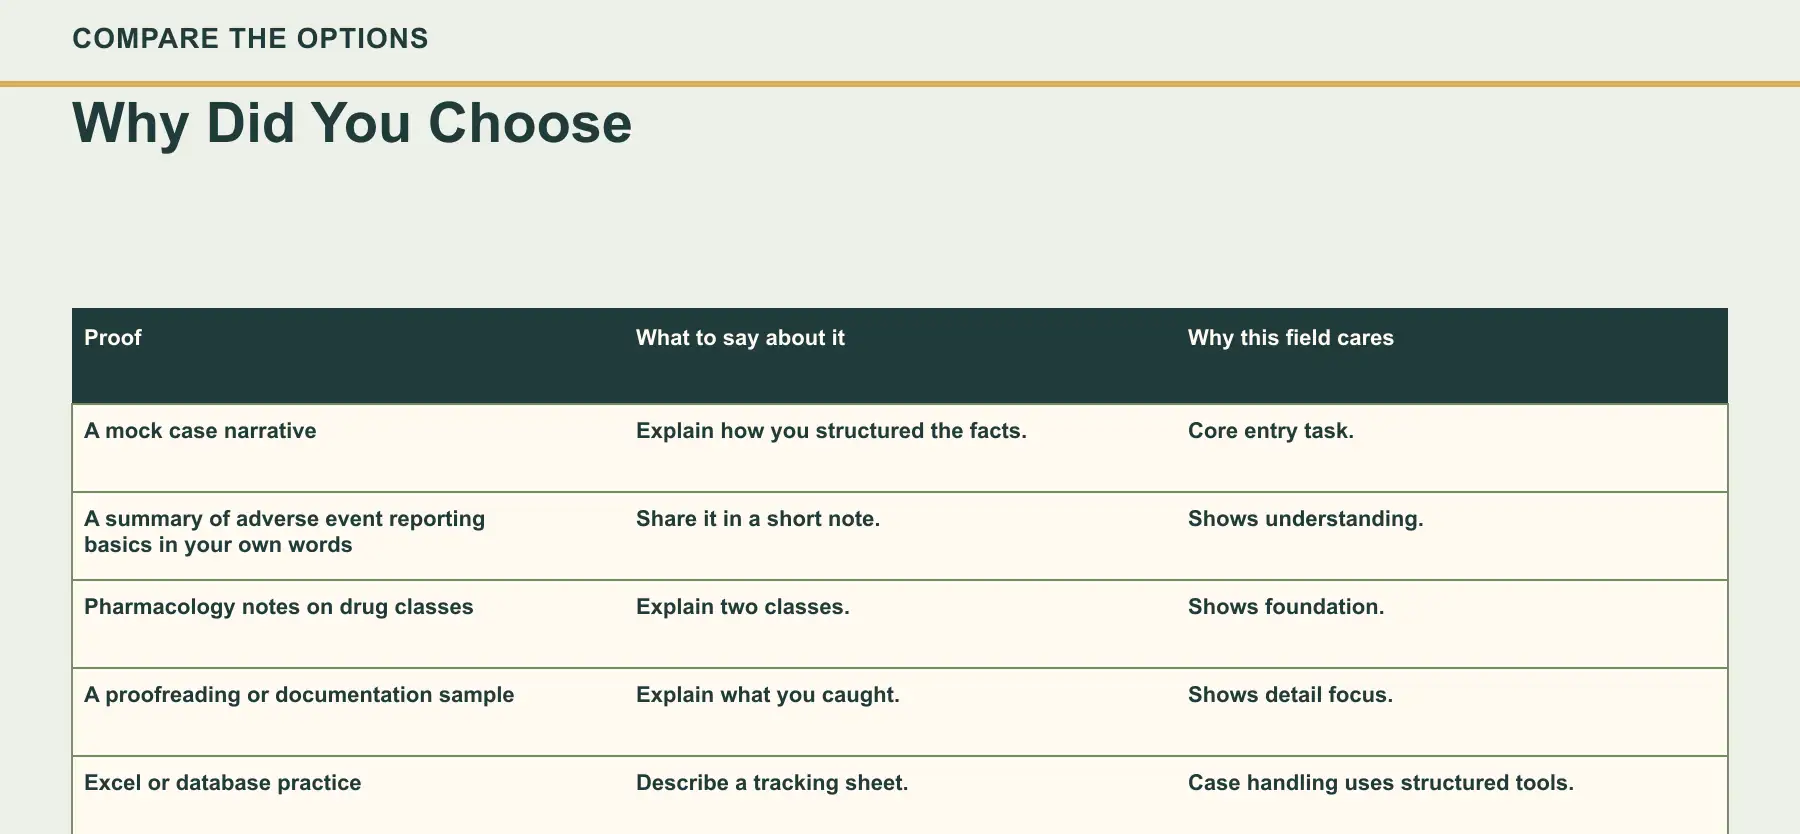 COMPARE THE OPTIONS
Why Did You Choose
Proof
What to say about it
Why this field cares
A mock case narrative
Explain how you structured the facts.
Core entry task.
A summary of adverse event reporting
basics in your own words
Share it in a short note.
Shows understanding.
Pharmacology notes on drug classes
Explain two classes.
Shows foundation.
A proofreading or documentation sample
Explain what you caught.
Shows detail focus.
Excel or database practice
Describe a tracking sheet.
Case handling uses structured tools.